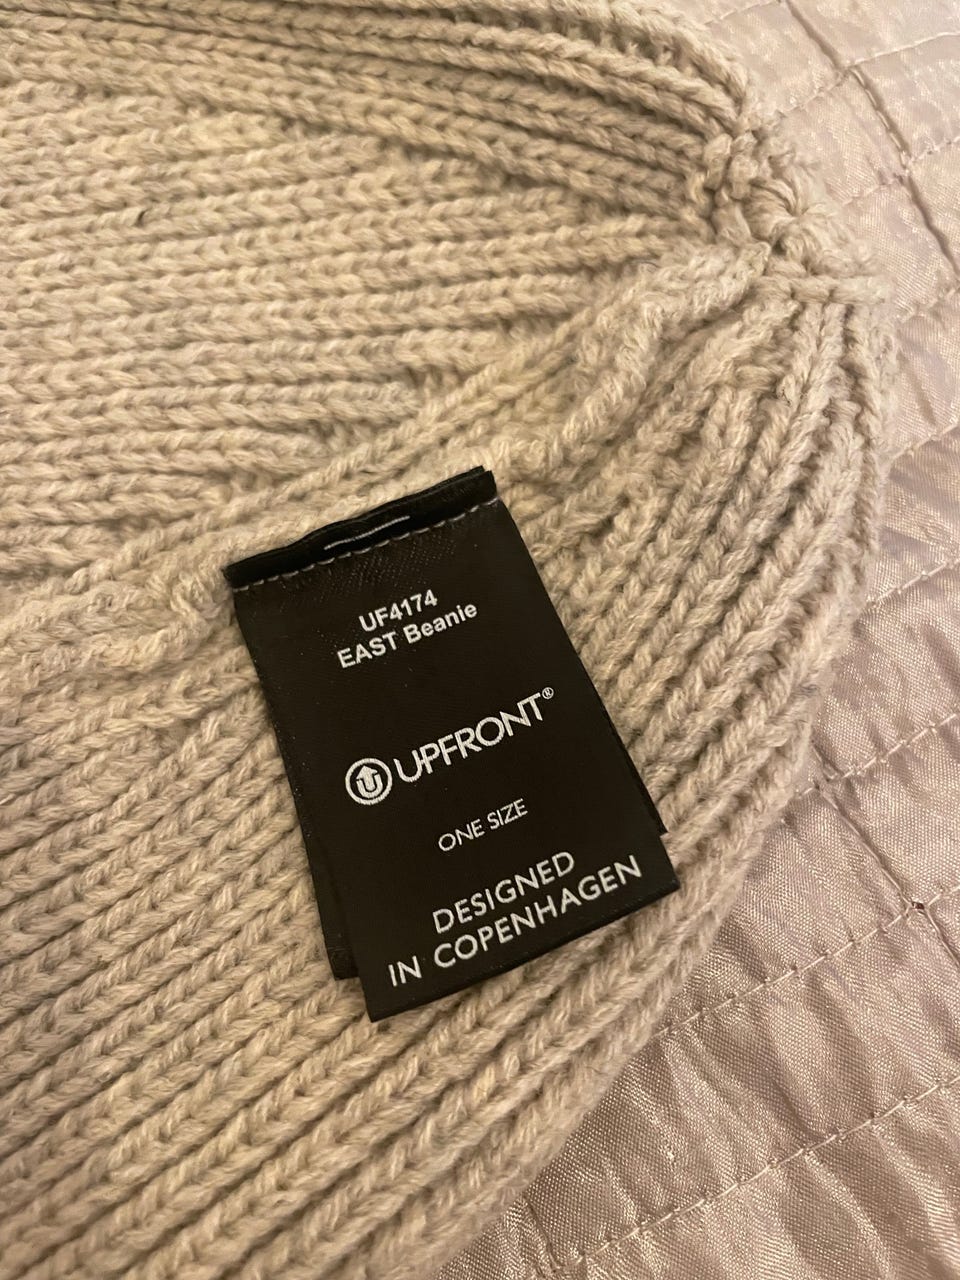 UF4174
EAST Beanie
UPFRONT®
ONE SIZE
DESIGNED
IN COPENHAGEN